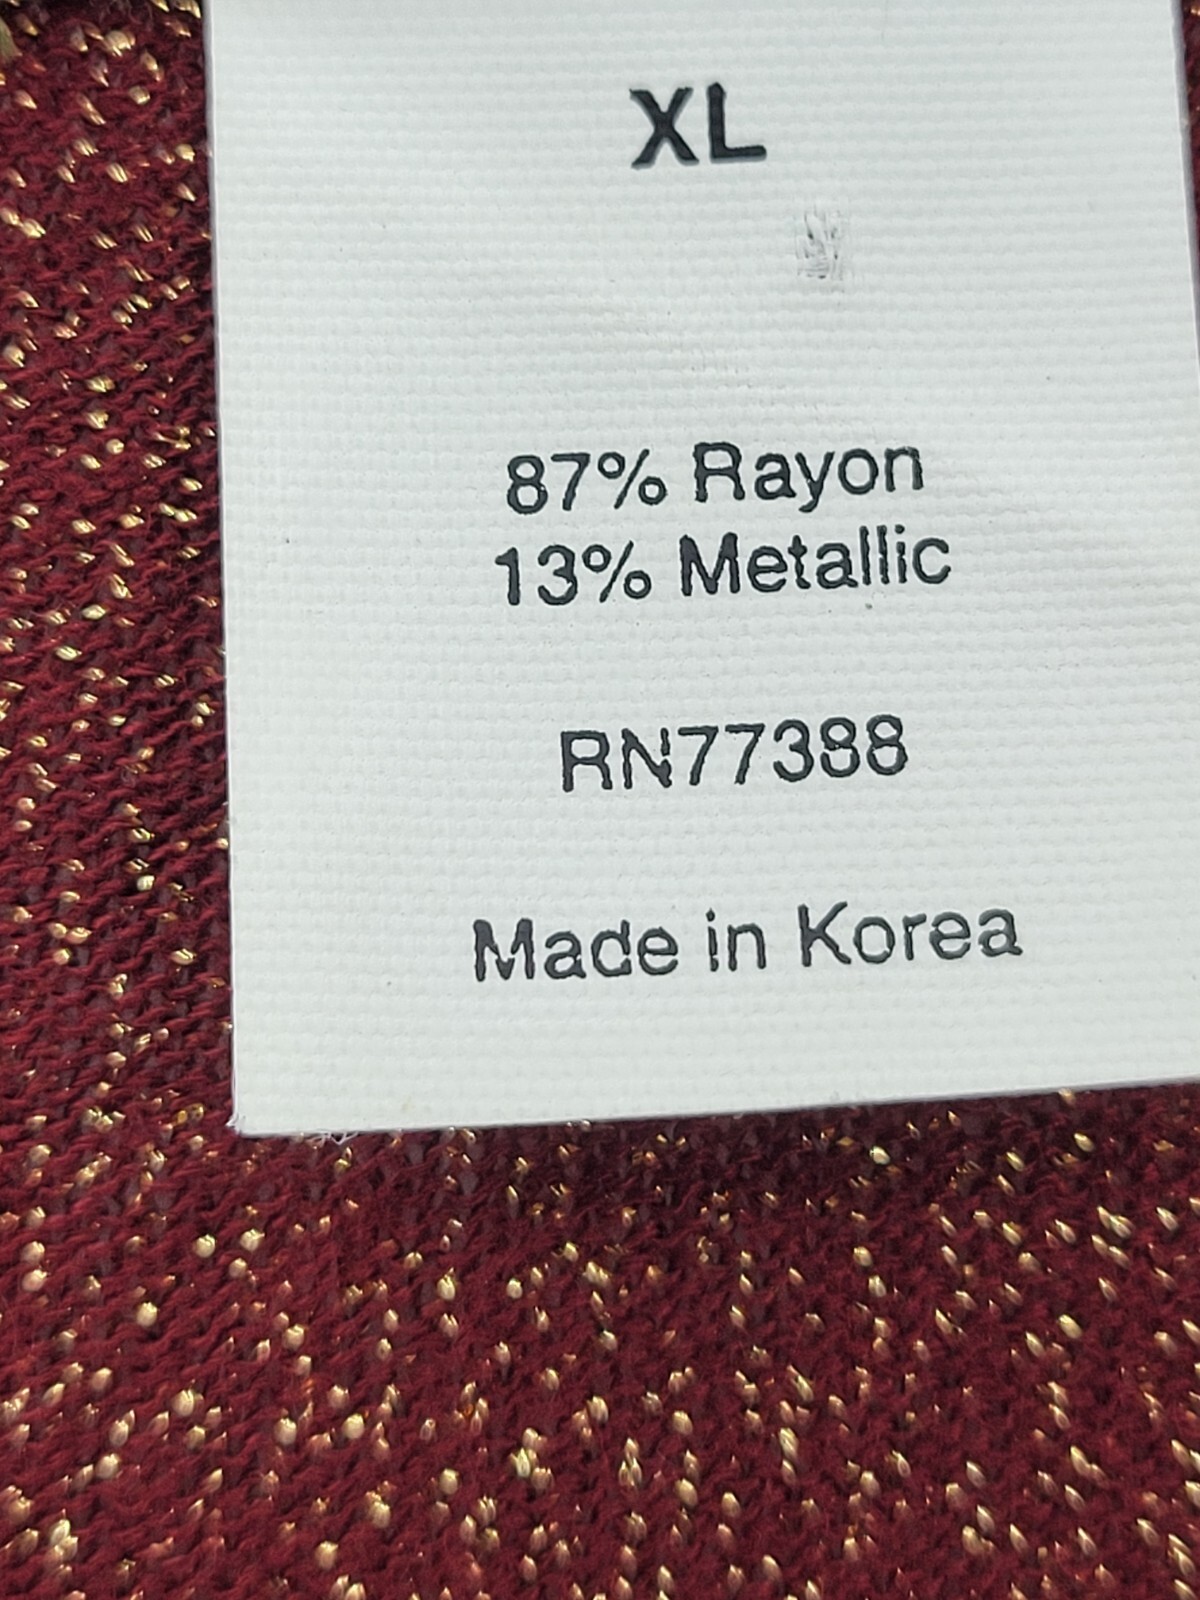 XL
87% Rayon
13% Metallic
RN77388
Made in Korea